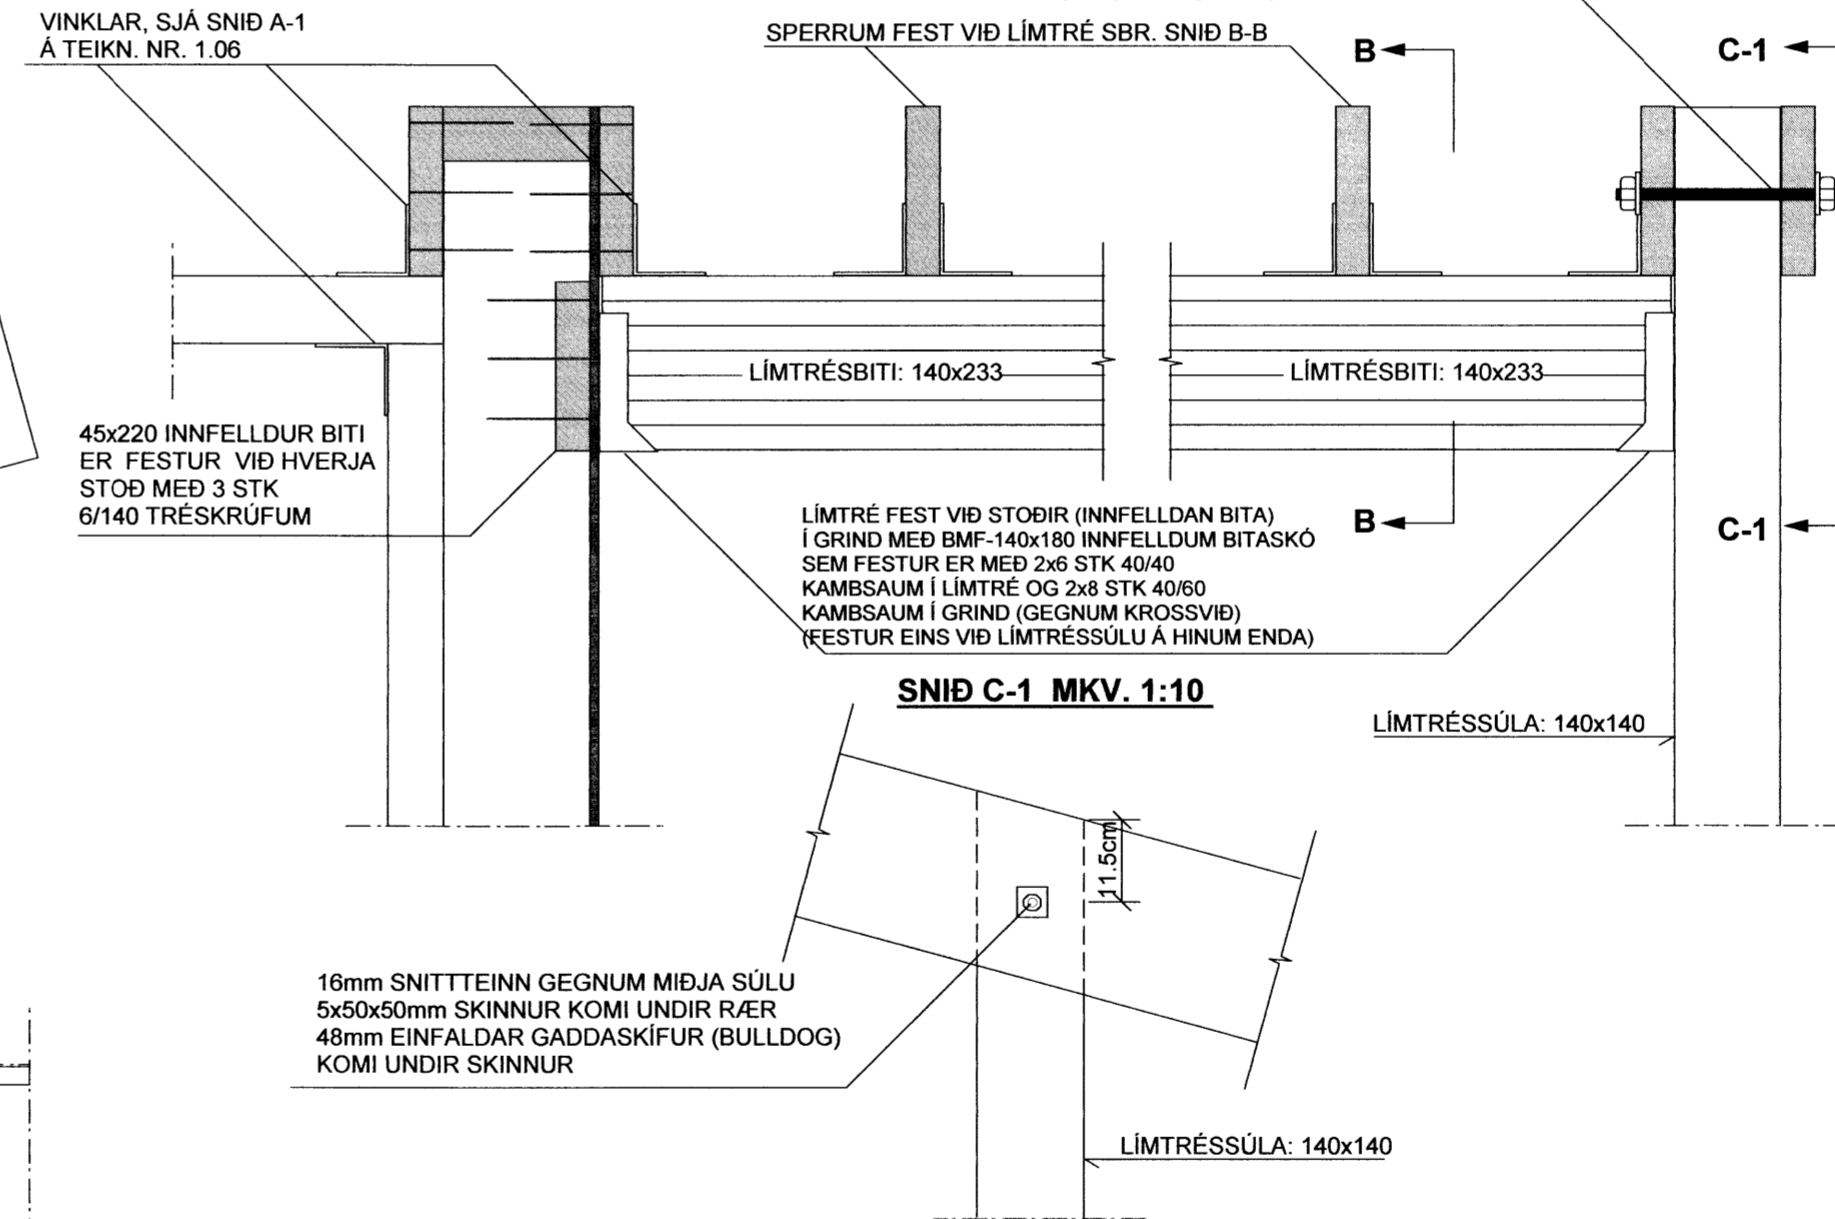 VINKLAR, SJÁ SNIÐ A-1
Á TEIKN. NR. 1.06
SPERRUM FEST VIÐ LÍMTRÉ SBR. SNIÐ B-B
B
C-1
LÍMTRÉSBITI: 140x233
LÍMTRÉSBITI: 140x233
45x220 INNFELLDUR BITI
ER FESTUR VIÐ HVERJA
STOÐ MEÐ 3 STK
6/140 TRÉSKRÚFUM
LÍMTRÉ FEST VIÐ STOÐIR (INNFELLDAN BITA)
Í GRIND MEÐ BMF-140x180 INNFELLDUM BITASKÓ
SEM FESTUR ER MEÐ 2x6 STK 40/40
KAMBSAUM Í LÍMTRÉ OG 2x8 STK 40/60
KAMBSAUM Í GRIND (GEGNUM KROSSVIÐ)
(FESTUR EINS VIÐ LÍMTRÉSSÚLU Á HINUM ENDA)
B
C-1
SNIÐ C-1 MKV. 1:10
LÍMTRÉSSÚLA: 140x140
11.5cm
16mm SNITTTEINN GEGNUM MIÐJA SÚLU
5x50x50mm SKINNUR KOMI UNDIR RÆR
48mm EINFALDAR GADDASKÍFUR (BULLDOG)
KOMI UNDIR SKINNUR
LÍMTRÉSSÚLA: 140x140